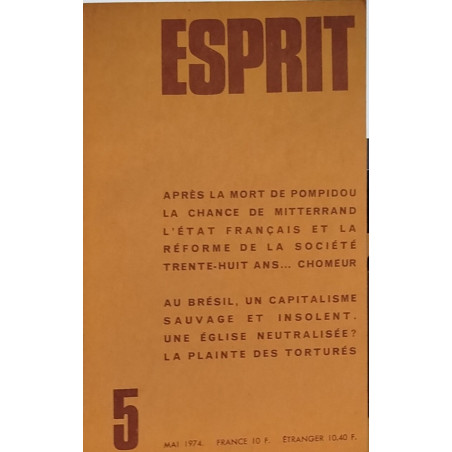 ESPRIT
APRÈS LA MORT DE POMPIDOU
LA CHANCE DE MITTERRAND
L'ÉTAT FRANÇAIS ET LA
RÉFORME DE LA SOCIÉTÉ
TRENTE-HUIT ANS... CHOMEUR
AU BRÉSIL, UN CAPITALISME
SAUVAGE ET INSOLENT.
UNE ÉGLISE NEUTRALISÉE?
LA PLAINTE DES TORTURÉS
5
MAI 1974. FRANCE 10 F. ÉTRANGER 10,40 F.